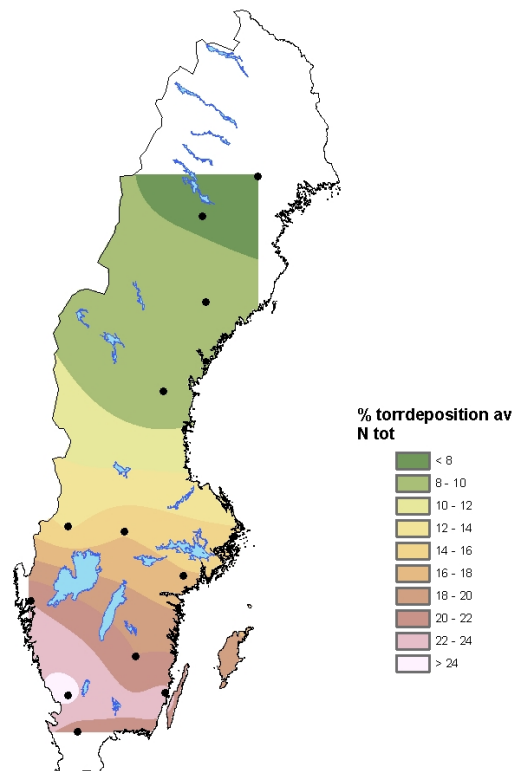 % torrdeposition av
N tot
< 8
8 - 10
10 - 12
12 - 14
14 - 16
16 - 18
18 - 20
20 - 22
22 - 24
> 24